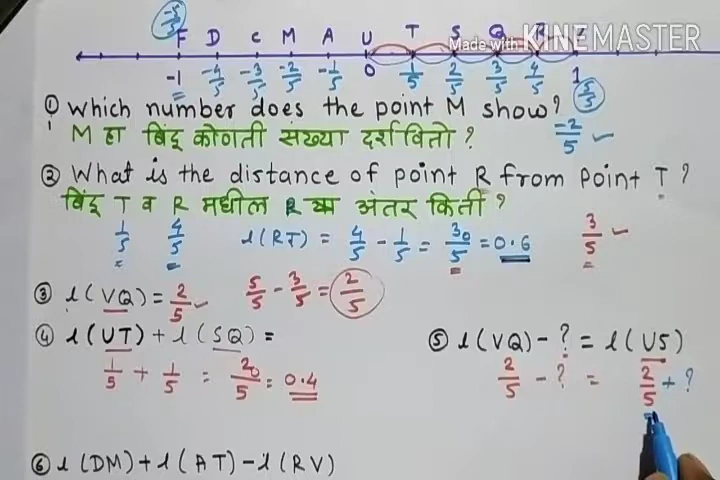 -5/5
F D C M A U T S Q R V
Made with KINEMASTER
-1 -4/5 -3/5 -2/5 -1/5 0 1/5 2/5 3/5 4/5 1 5/5
① Which number does the point M show?
M हा बिंदू कोणती संख्या दर्शवितो? -2/5 ✓
② What is the distance of point R from point T?
बिंदू T व R मधील अंतर किती?
1/5 4/5 l(RT) = 4/5 - 1/5 = 3/5 = 0.6 3/5 ✓
③ l(VQ) = 2/5 ✓ 5/5 - 3/5 = 2/5
④ l(UT) + l(SQ) =
1/5 + 1/5 = 2/5 = 0.4
⑤ l(VQ) - ? = l(US)
2/5 - ? = 2/5 + ?
⑥ l(DM) + l(AT) - l(RV)